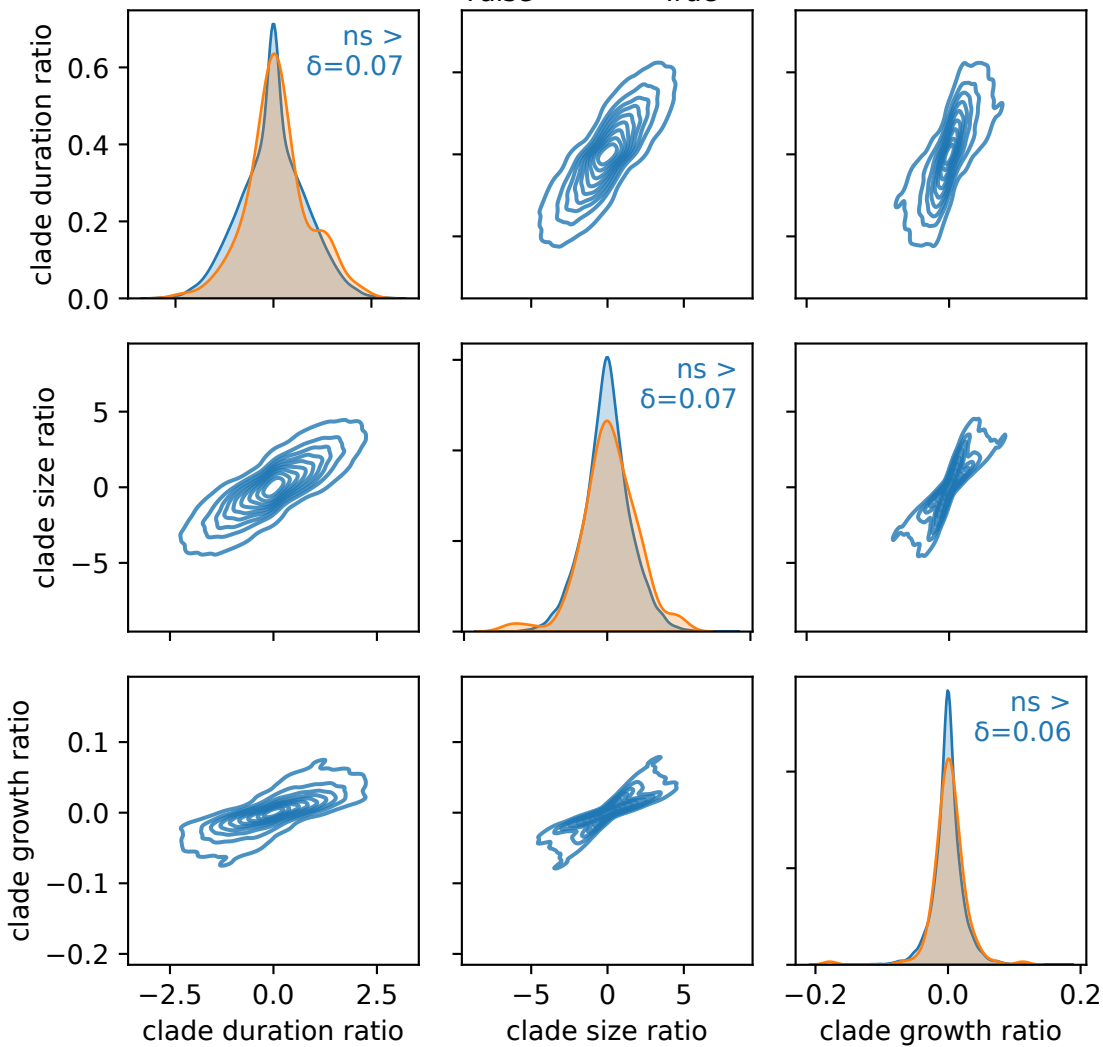 clade duration ratio
0.6
0.4
0.2
0.0
ns >
δ=0.07
clade size ratio
5
0
−5
ns >
δ=0.07
clade growth ratio
0.1
0.0
−0.1
−0.2
ns >
δ=0.06
−2.5 0.0 2.5
clade duration ratio
−5 0 5
clade size ratio
−0.2 0.0 0.2
clade growth ratio